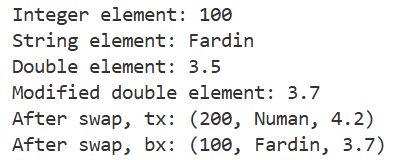 Integer element: 100
String element: Fardin
Double element: 3.5
Modified double element: 3.7
After swap, tx: (200, Numan, 4.2)
After swap, bx: (100, Fardin, 3.7)